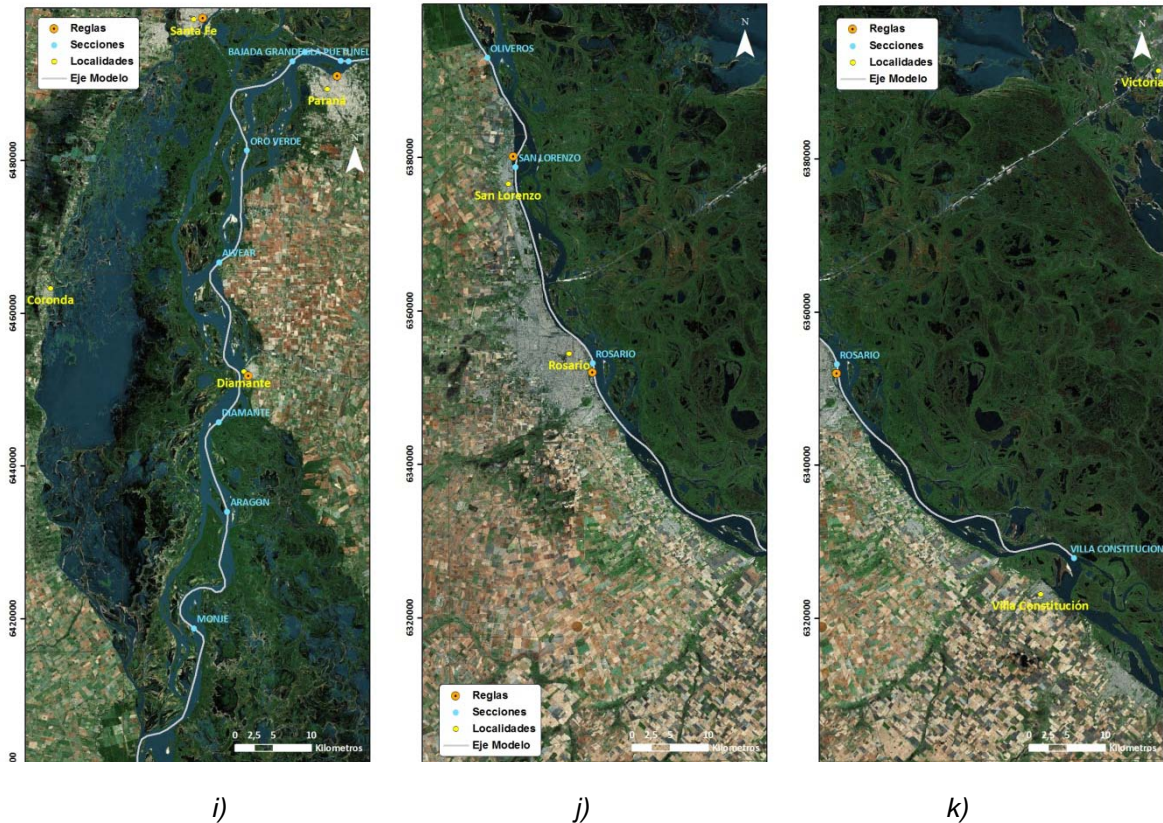 Reglas
Secciones
Localidades
Eje Modelo
Santa Fe
BAJADA GRANDE
Paraná
N
ORO VERDE
ALVEAR
Coronda
Diamante
DIAMANTE
ARAGON
MONJE
6480000
6460000
6440000
6420000
00
0 2,5 5 10
Kilometros
i)
N
OLIVEROS
SAN LORENZO
San Lorenzo
ROSARIO
Rosario
6380000
6360000
6340000
6320000
Reglas
Secciones
Localidades
Eje Modelo
0 2,5 5 10
Kilometros
j)
Reglas
Secciones
Localidades
Eje Modelo
N
Victoria
ROSARIO
VILLA CONSTITUCION
Villa Constitución
6380000
6360000
6340000
6320000
0 2,5 5 10
Kilometros
k)